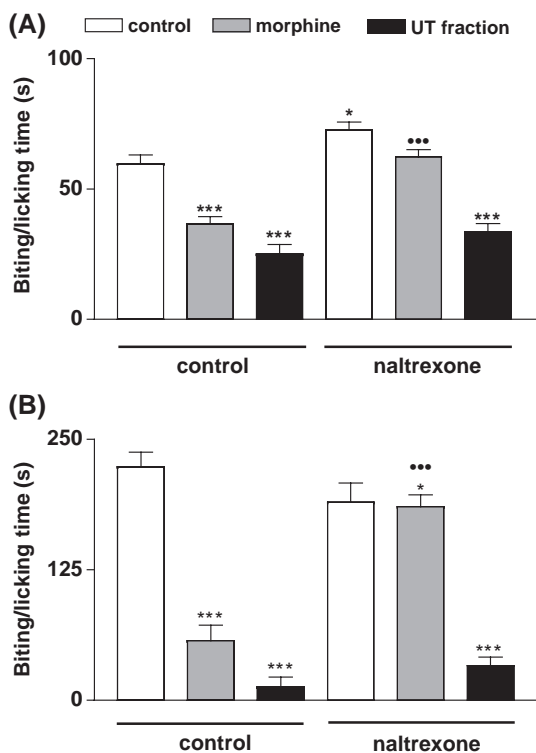 (A) control morphine UT fraction
Biting/licking time (s)
100
50
0
***
***
*
•••
***
control naltrexone
(B)
Biting/licking time (s)
250
125
0
***
***
•••
*
***
control naltrexone